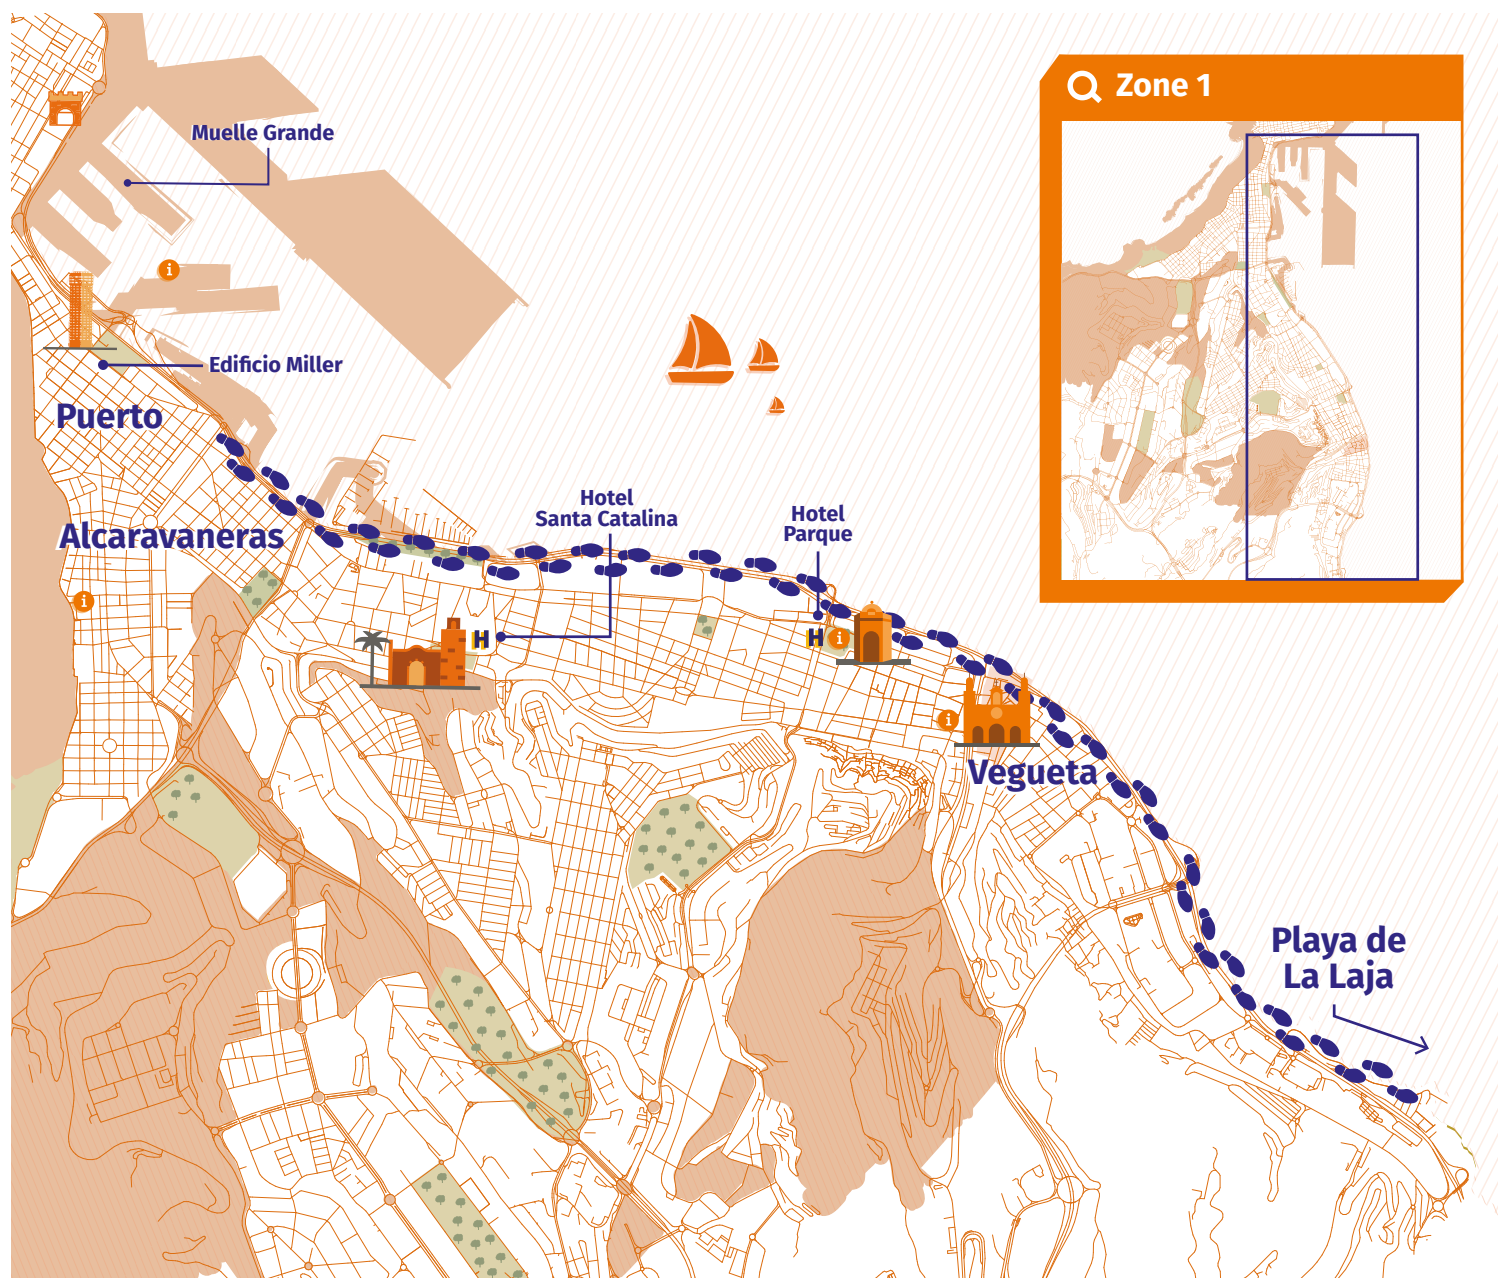 Zone 1
Muelle Grande
i
Edificio Miller
Puerto
Hotel
Santa Catalina
Hotel
Parque
Alcaravaneras
i
H
H
i
i
Vegueta
Playa de
La Laja